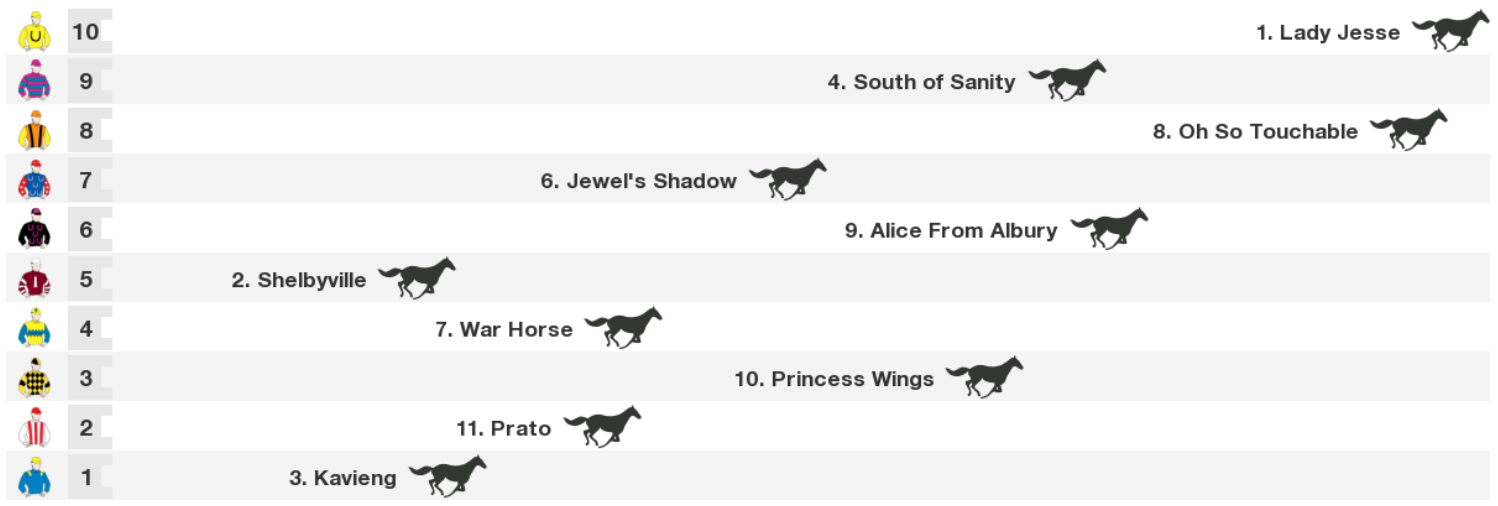 10 1. Lady Jesse
9 4. South of Sanity
8 8. Oh So Touchable
7 6. Jewel's Shadow
6 9. Alice From Albury
5 2. Shelbyville
4 7. War Horse
3 10. Princess Wings
2 11. Prato
1 3. Kavieng